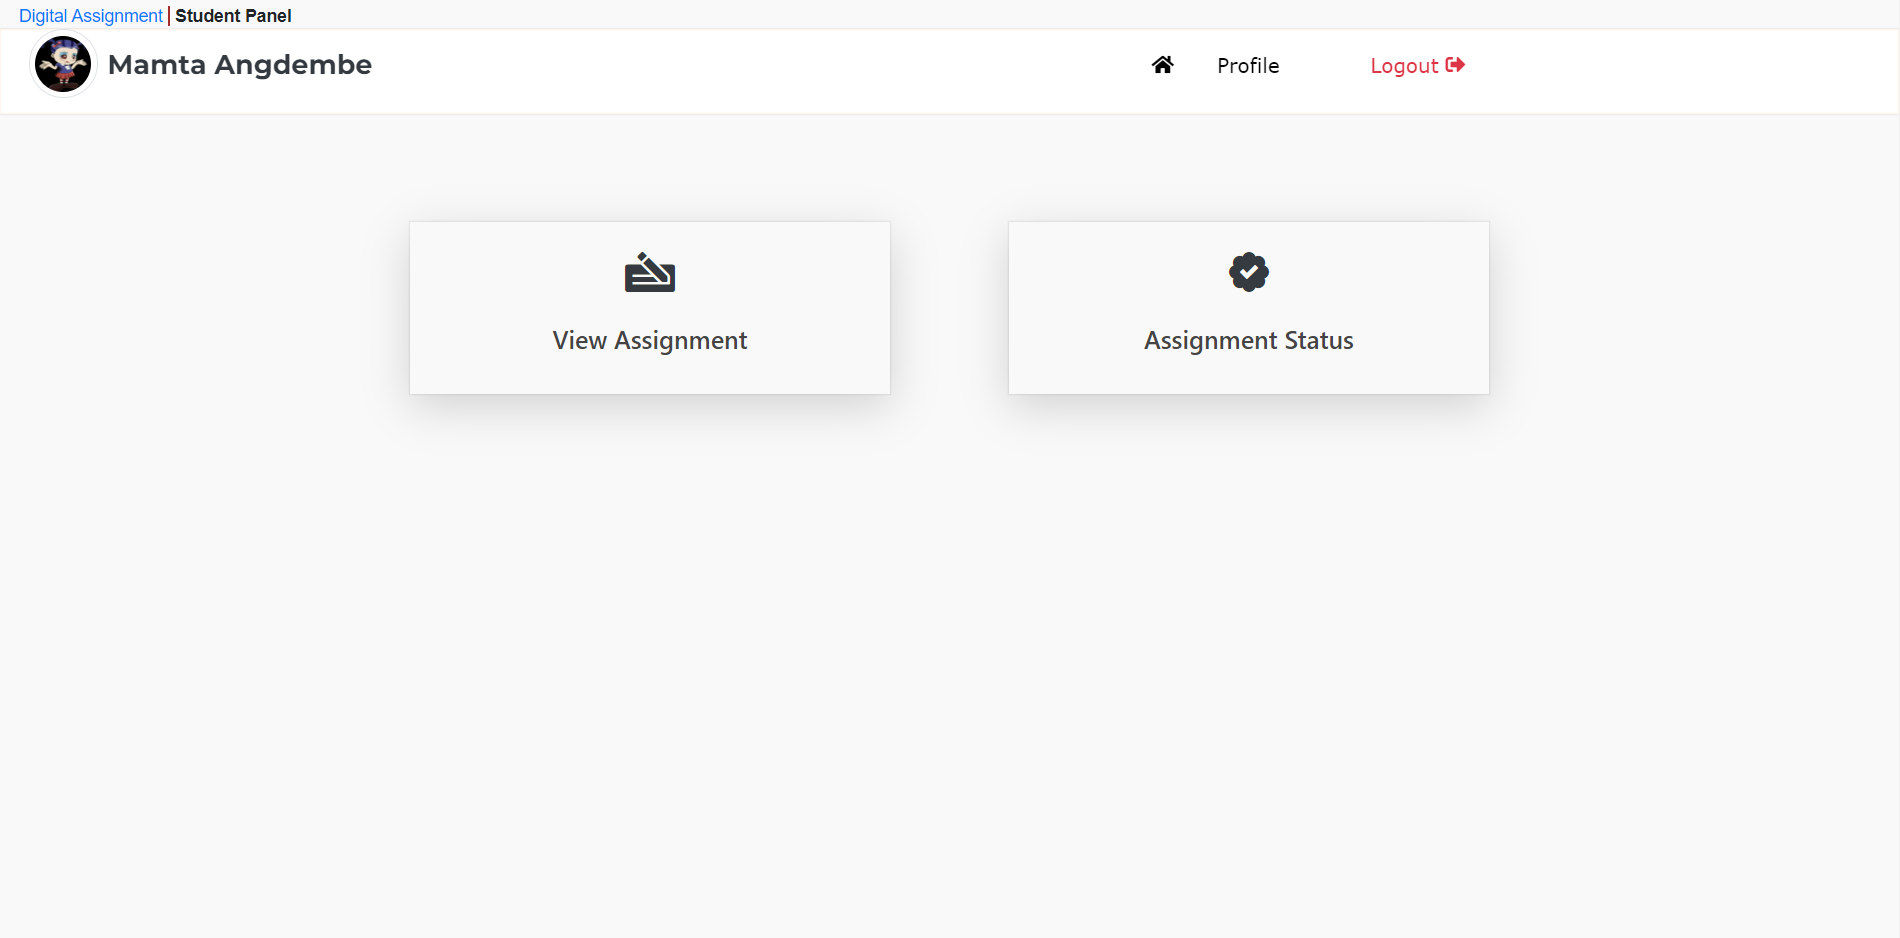 Digital Assignment | Student Panel
Mamta Angdembe
Profile
Logout
View Assignment
Assignment Status